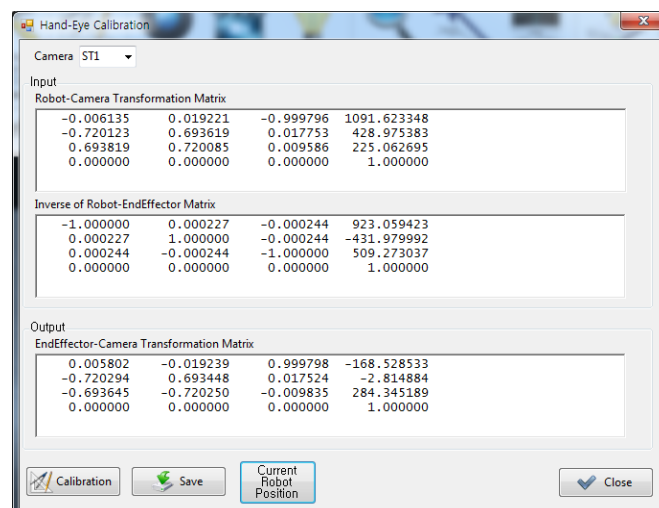 Hand-Eye Calibration
Camera ST1
Input
Robot-Camera Transformation Matrix
-0.006135 0.019221 -0.999796 1091.623348
-0.720123 0.693619 0.017753 428.975383
0.693819 0.720085 0.009586 225.062695
0.000000 0.000000 0.000000 1.000000
Inverse of Robot-EndEffector Matrix
-1.000000 0.000227 -0.000244 923.059423
0.000227 1.000000 -0.000244 -431.979992
0.000244 -0.000244 -1.000000 509.273037
0.000000 0.000000 0.000000 1.000000
Output
EndEffector-Camera Transformation Matrix
0.005802 -0.019239 0.999798 -168.528533
-0.720294 0.693448 0.017524 -2.814884
-0.693645 -0.720250 -0.009835 284.345189
0.000000 0.000000 0.000000 1.000000
Calibration
Save
Current
Robot
Position
Close